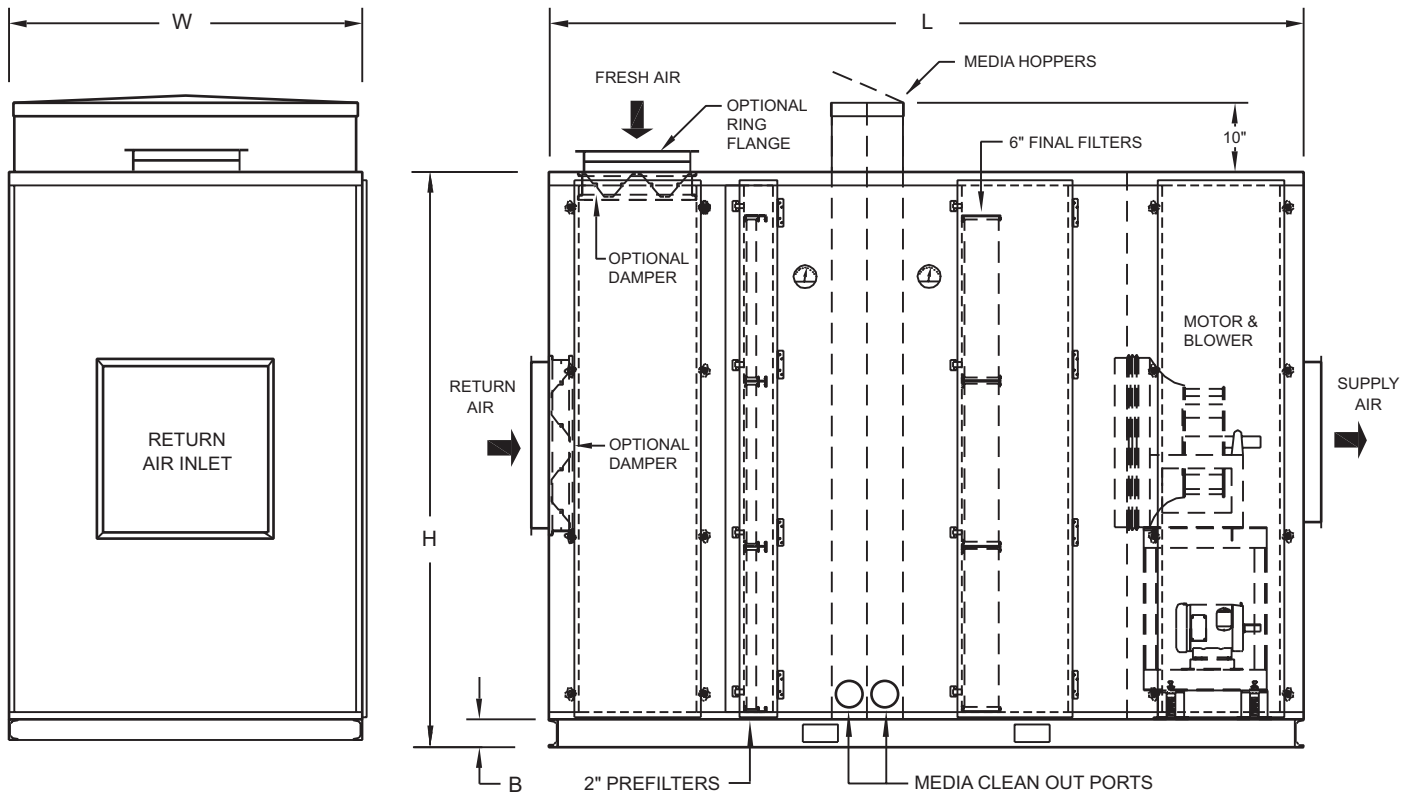 W
L
FRESH AIR
MEDIA HOPPERS
OPTIONAL
RING
FLANGE
10"
6" FINAL FILTERS
OPTIONAL
DAMPER
MOTOR &
BLOWER
RETURN
AIR
SUPPLY
AIR
RETURN
AIR INLET
OPTIONAL
DAMPER
H
B
2" PREFILTERS
MEDIA CLEAN OUT PORTS